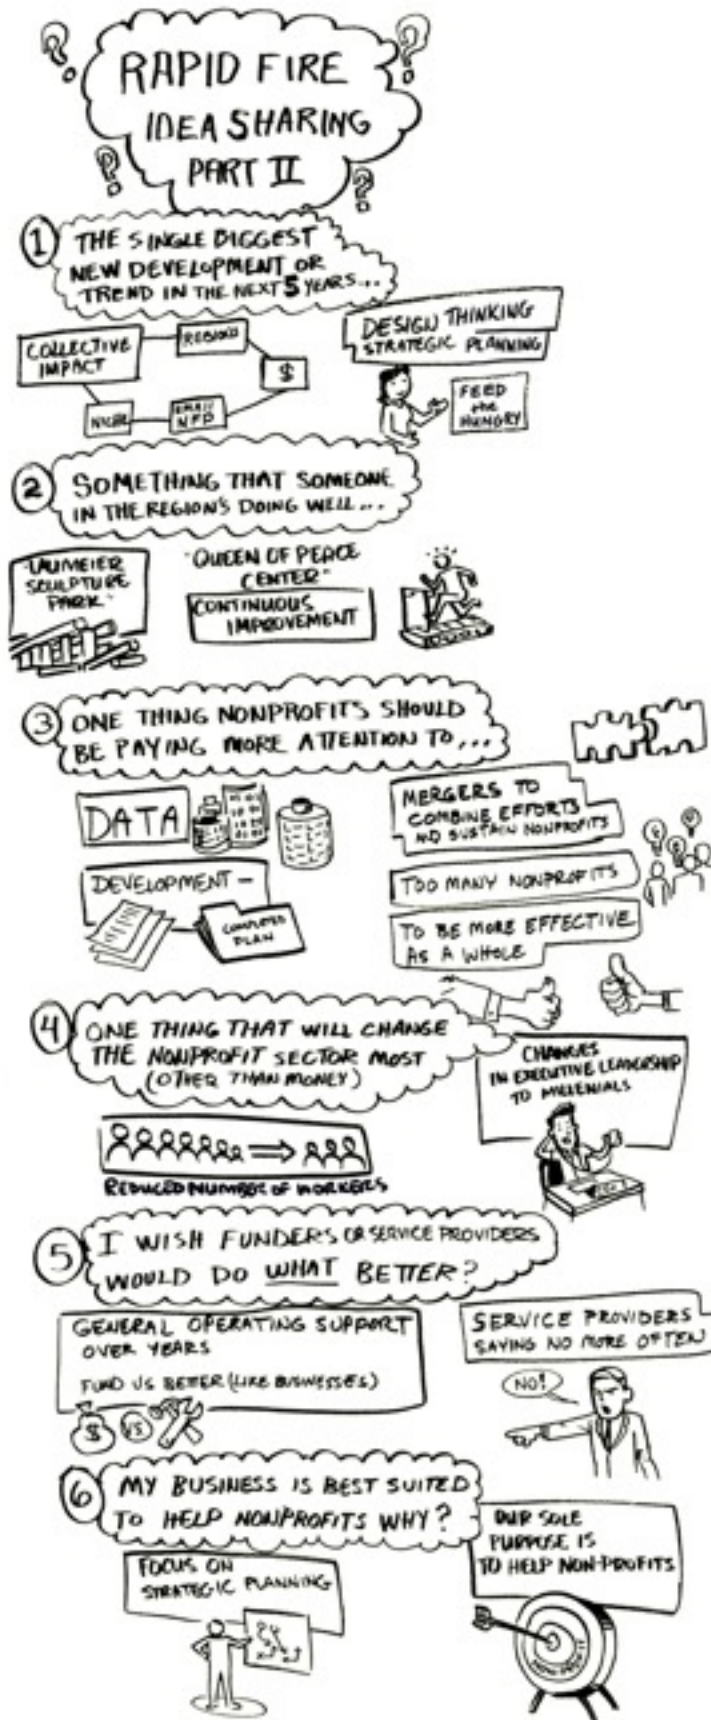 RAPID FIRE
IDEA SHARING
PART II
1
THE SINGLE BIGGEST
NEW DEVELOPMENT OR
TREND IN THE NEXT 5 YEARS...
COLLECTIVE
IMPACT
REGIONS
$
NICHE
SMALL
NFP
DESIGN THINKING
STRATEGIC PLANNING
FEED
the
HUNGRY
2
SOMETHING THAT SOMEONE
IN THE REGION'S DOING WELL...
"LAUMEIER
SCULPTURE
PARK"
"QUEEN OF PEACE
CENTER"
CONTINUOUS
IMPROVEMENT
3
ONE THING NONPROFITS SHOULD
BE PAYING MORE ATTENTION TO,...
DATA
DEVELOPMENT —
COMPLETED
PLAN
MERGERS TO
COMBINE EFFORTS
AND SUSTAIN NONPROFITS
TOO MANY NONPROFITS
TO BE MORE EFFECTIVE
AS A WHOLE
4
ONE THING THAT WILL CHANGE
THE NONPROFIT SECTOR MOST
(OTHER THAN MONEY)
REDUCED NUMBER OF WORKERS
CHANGES
IN EXECUTIVE LEADERSHIP
TO MILLENIALS
5
I WISH FUNDERS OR SERVICE PROVIDERS
WOULD DO WHAT BETTER?
GENERAL OPERATING SUPPORT
OVER YEARS
FUND US BETTER (LIKE BUSINESSES)
$ VS
SERVICE PROVIDERS
SAYING NO MORE OFTEN
NO!
6
MY BUSINESS IS BEST SUITED
TO HELP NONPROFITS WHY?
FOCUS ON
STRATEGIC PLANNING
OUR SOLE
PURPOSE IS
TO HELP NON-PROFITS
NON-PROFIT